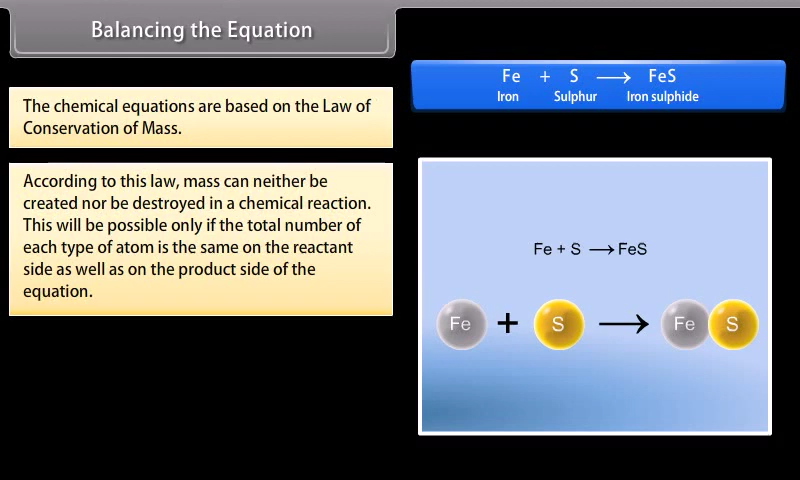 Balancing the Equation
The chemical equations are based on the Law of
Conservation of Mass.
According to this law, mass can neither be
created nor be destroyed in a chemical reaction.
This will be possible only if the total number of
each type of atom is the same on the reactant
side as well as on the product side of the
equation.
Fe + S ⟶ FeS
Iron Sulphur Iron sulphide
Fe + S ⟶ FeS
Fe + S ⟶ Fe S